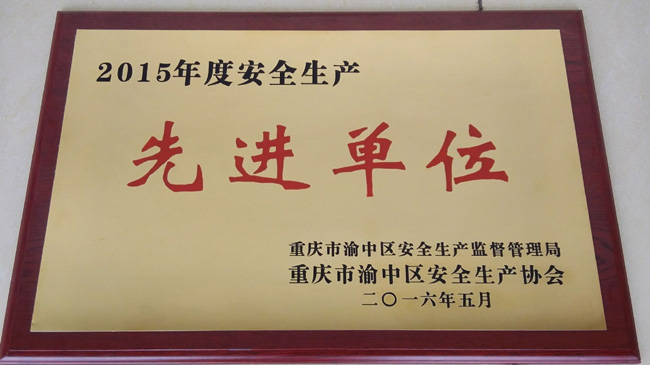 2015年度安全生产
先进单位
重庆市渝中区安全生产监督管理局
重庆市渝中区安全生产协会
二〇一六年五月